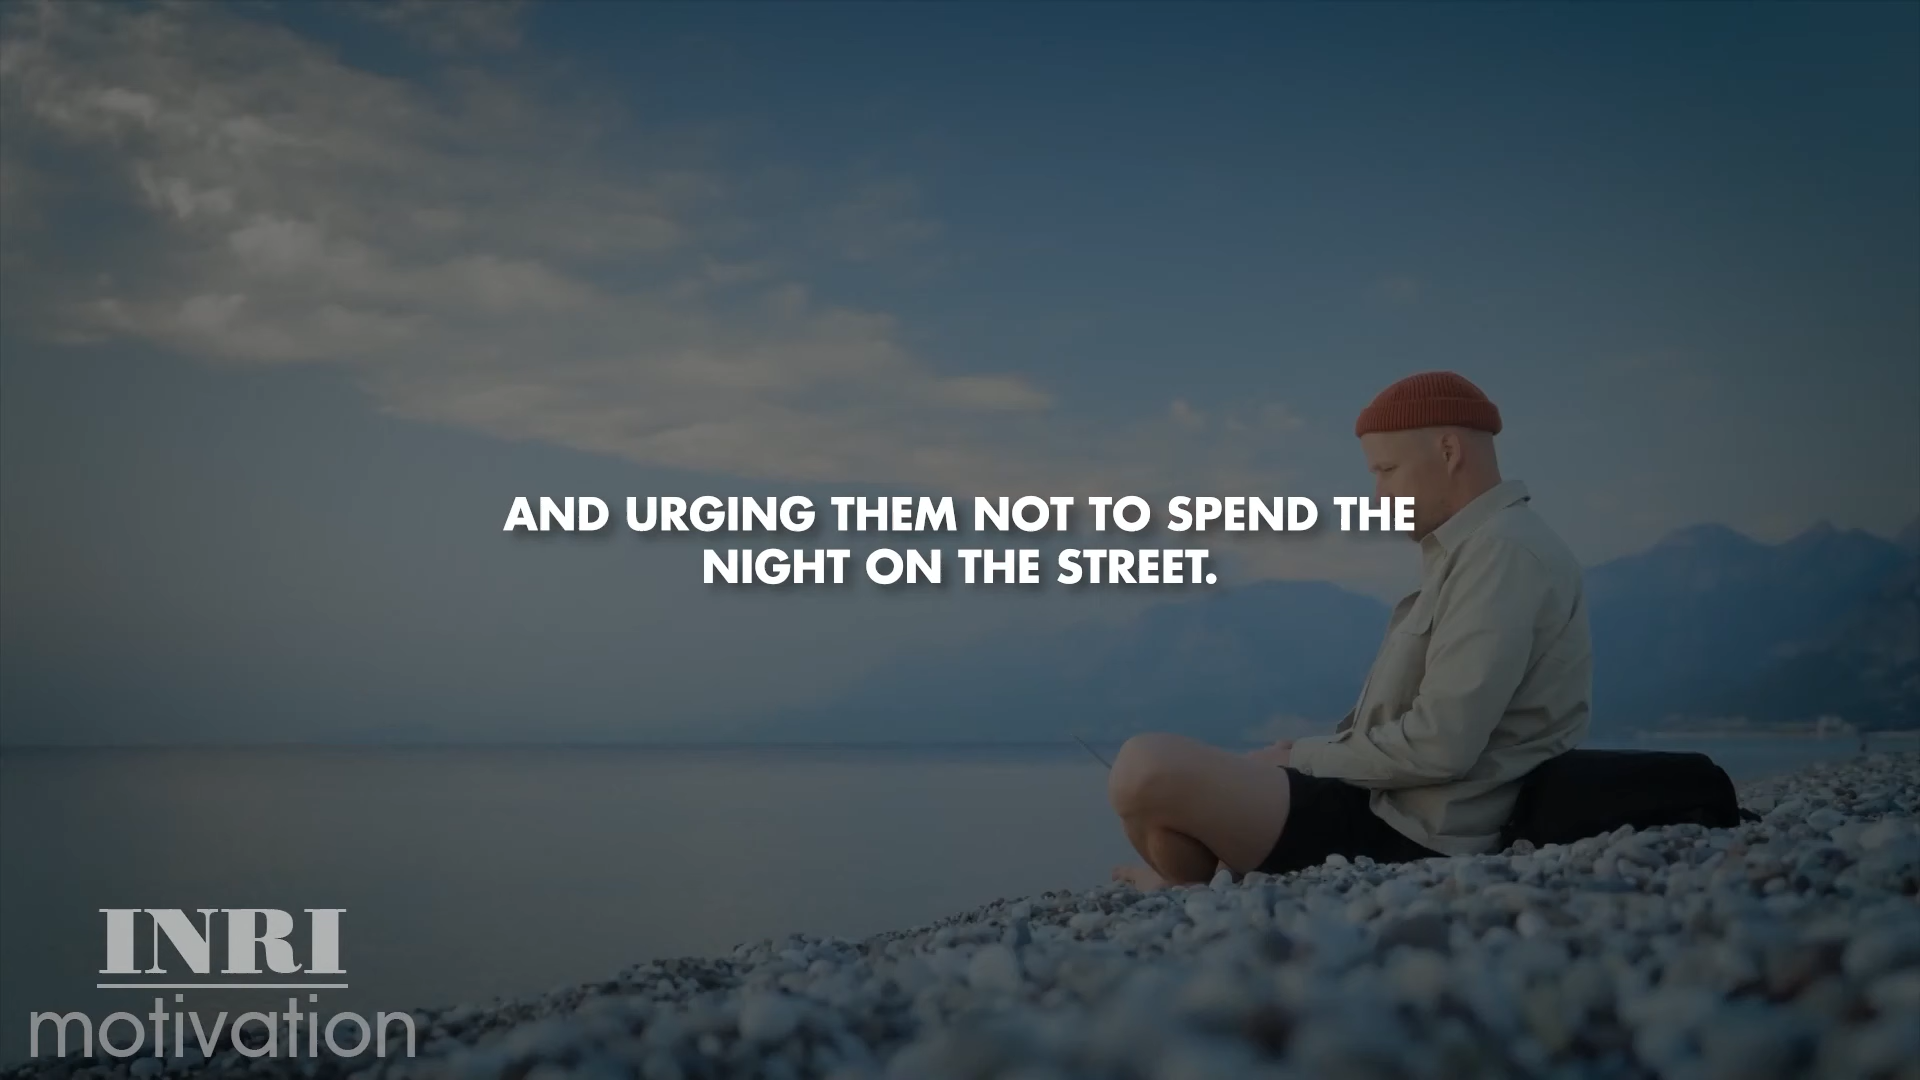 AND URGING THEM NOT TO SPEND THE
NIGHT ON THE STREET.
INRI
motivation